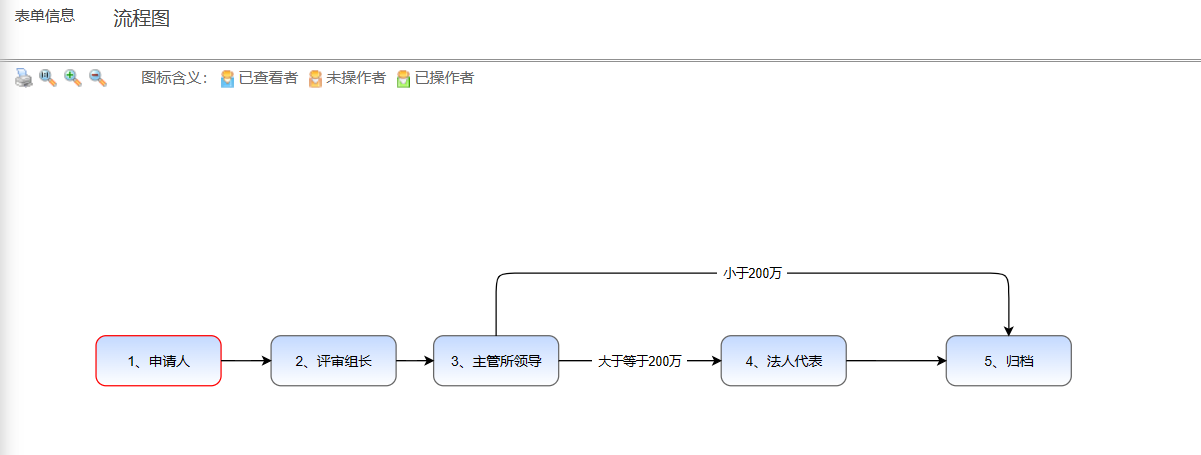 表单信息 流程图
图标含义： 已查看者 未操作者 已操作者
小于200万
1、申请人 2、评审组长 3、主管所领导 大于等于200万 4、法人代表 5、归档